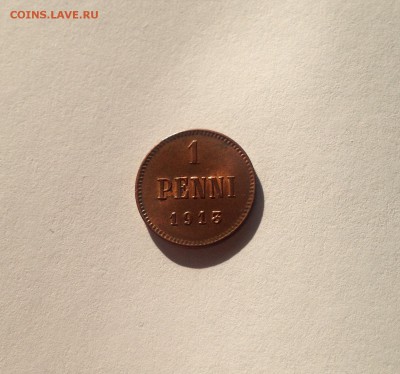 COINS.LAVE.RU
1
PENNI
1913